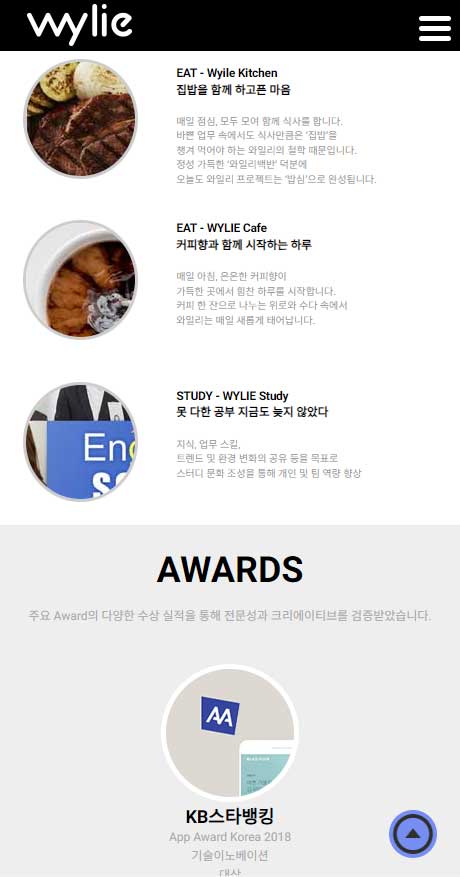 wylie
EAT - Wyile Kitchen
집밥을 함께 하고픈 마음
매일 점심, 모두 모여 함께 식사를 합니다.
바쁜 업무 속에서도 식사만큼은 '집밥'을
챙겨 먹어야 하는 와일리의 철학 때문입니다.
정성 가득한 '와일리백반' 덕분에
오늘도 와일리 프로젝트는 '밥심'으로 완성됩니다.
EAT - WYLIE Cafe
커피향과 함께 시작하는 하루
매일 아침, 은은한 커피향이
가득한 곳에서 힘찬 하루를 시작합니다.
커피 한 잔으로 나누는 위로와 수다 속에서
와일리는 매일 새롭게 태어납니다.
STUDY - WYLIE Study
못 다한 공부 지금도 늦지 않았다
지식, 업무 스킬,
트렌드 및 환경 변화의 공유 등을 목표로
스터디 문화 조성을 통해 개인 및 팀 역량 향상
AWARDS
주요 Award의 다양한 수상 실적을 통해 전문성과 크리에이티브를 검증받았습니다.
AA
KB스타뱅킹
App Award Korea 2018
기술이노베이션
대상